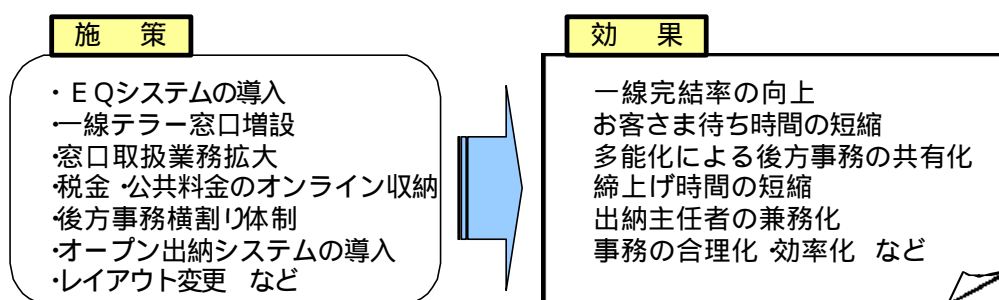 施　策
・ＥＱシステムの導入
・一線テラー窓口増設
・窓口取扱業務拡大
・税金・公共料金のオンライン収納
・後方事務横割り体制
・オープン出納システムの導入
・レイアウト変更　など
効　果
一線完結率の向上
お客さま待ち時間の短縮
多能化による後方事務の共有化
締上げ時間の短縮
出納主任者の兼務化
事務の合理化・効率化　など